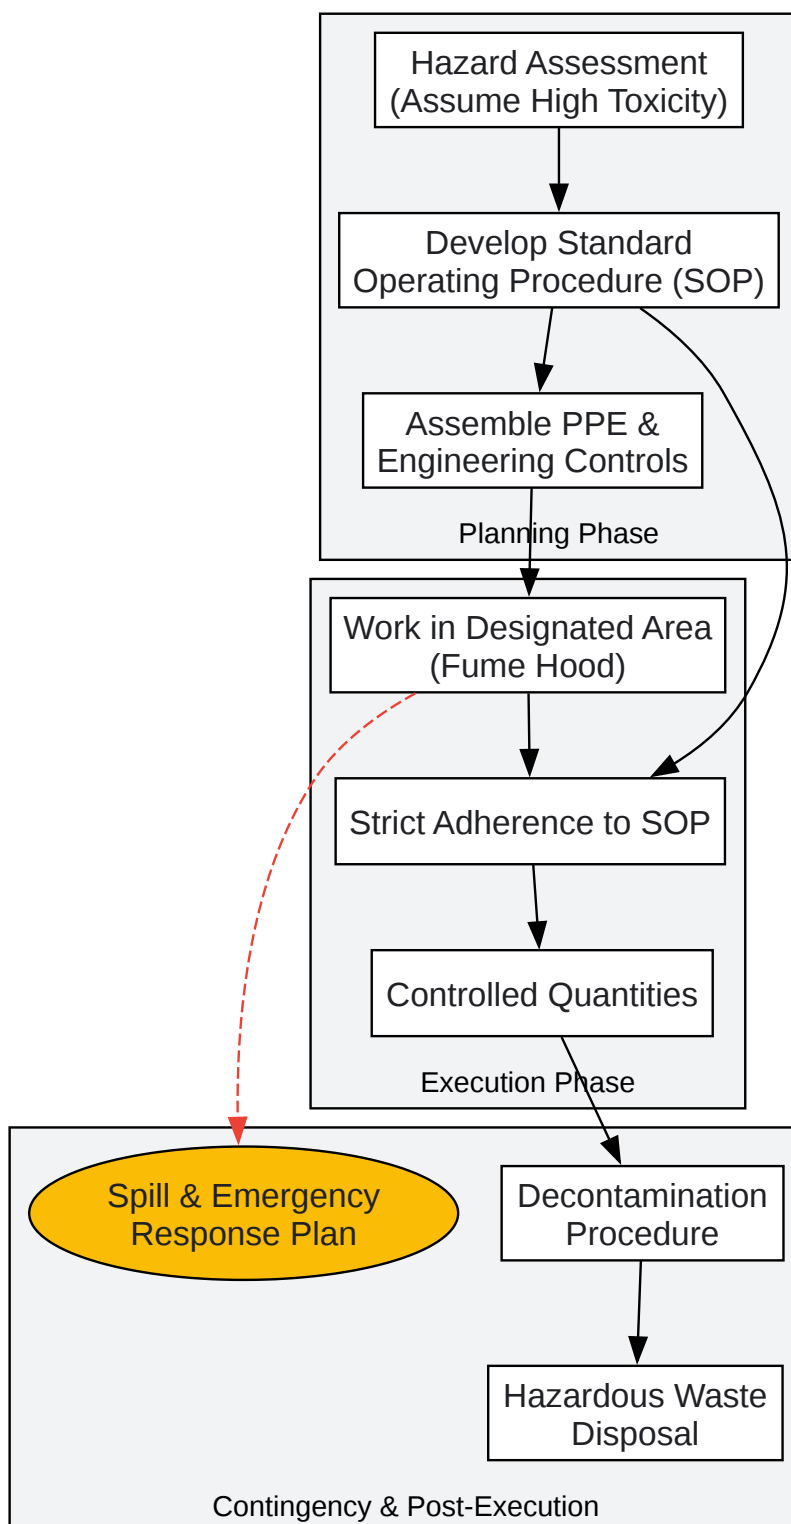 Hazard Assessment
(Assume High Toxicity)
Develop Standard
Operating Procedure (SOP)
Assemble PPE &
Engineering Controls
Planning Phase
Work in Designated Area
(Fume Hood)
Strict Adherence to SOP
Controlled Quantities
Execution Phase
Spill & Emergency
Response Plan
Decontamination
Procedure
Hazardous Waste
Disposal
Contingency & Post-Execution